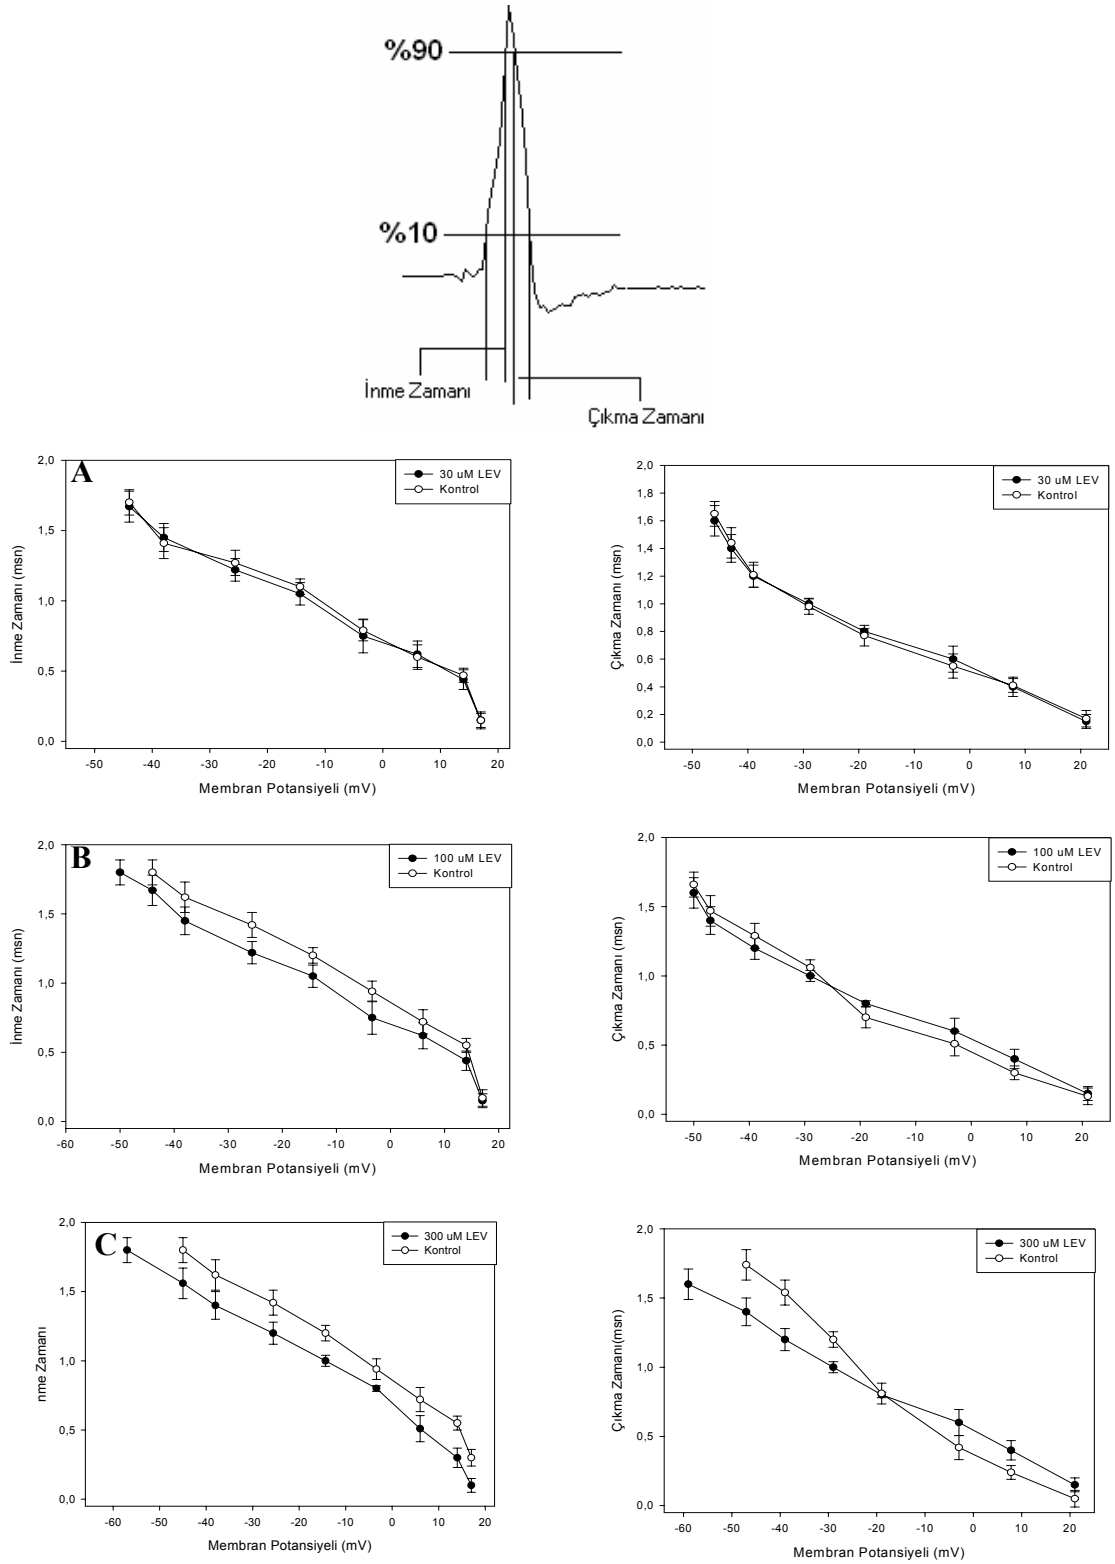 %90
%10
İnme Zamanı
Çıkma Zamanı
A
2,0
1,5
1,0
0,5
0,0
İnme Zamanı (msn)
30 uM LEV
Kontrol
-50 -40 -30 -20 -10 0 10 20
Membran Potansiyeli (mV)
2,0
1,8
1,6
1,4
1,2
1,0
0,8
0,6
0,4
0,2
0,0
Çıkma Zamanı (msn)
30 uM LEV
Kontrol
-50 -40 -30 -20 -10 0 10 20
Membran Potansiyeli (mV)
B
2,0
1,5
1,0
0,5
0,0
İnme Zamanı (msn)
100 uM LEV
Kontrol
-60 -50 -40 -30 -20 -10 0 10 20
Membran Potansiyeli (mV)
2,0
1,5
1,0
0,5
0,0
Çıkma Zamanı (msn)
100 uM LEV
Kontrol
-50 -40 -30 -20 -10 0 10 20
Membran Potansiyeli (mV)
C
2,0
1,5
1,0
0,5
0,0
nme Zamanı
300 uM LEV
Kontrol
-60 -50 -40 -30 -20 -10 0 10 20
Membran Potansiyeli (mV)
2,0
1,5
1,0
0,5
0,0
Çıkma Zamanı(msn)
300 uM LEV
Kontrol
-60 -50 -40 -30 -20 -10 0 10 20
Membran Potansiyeli (mV)